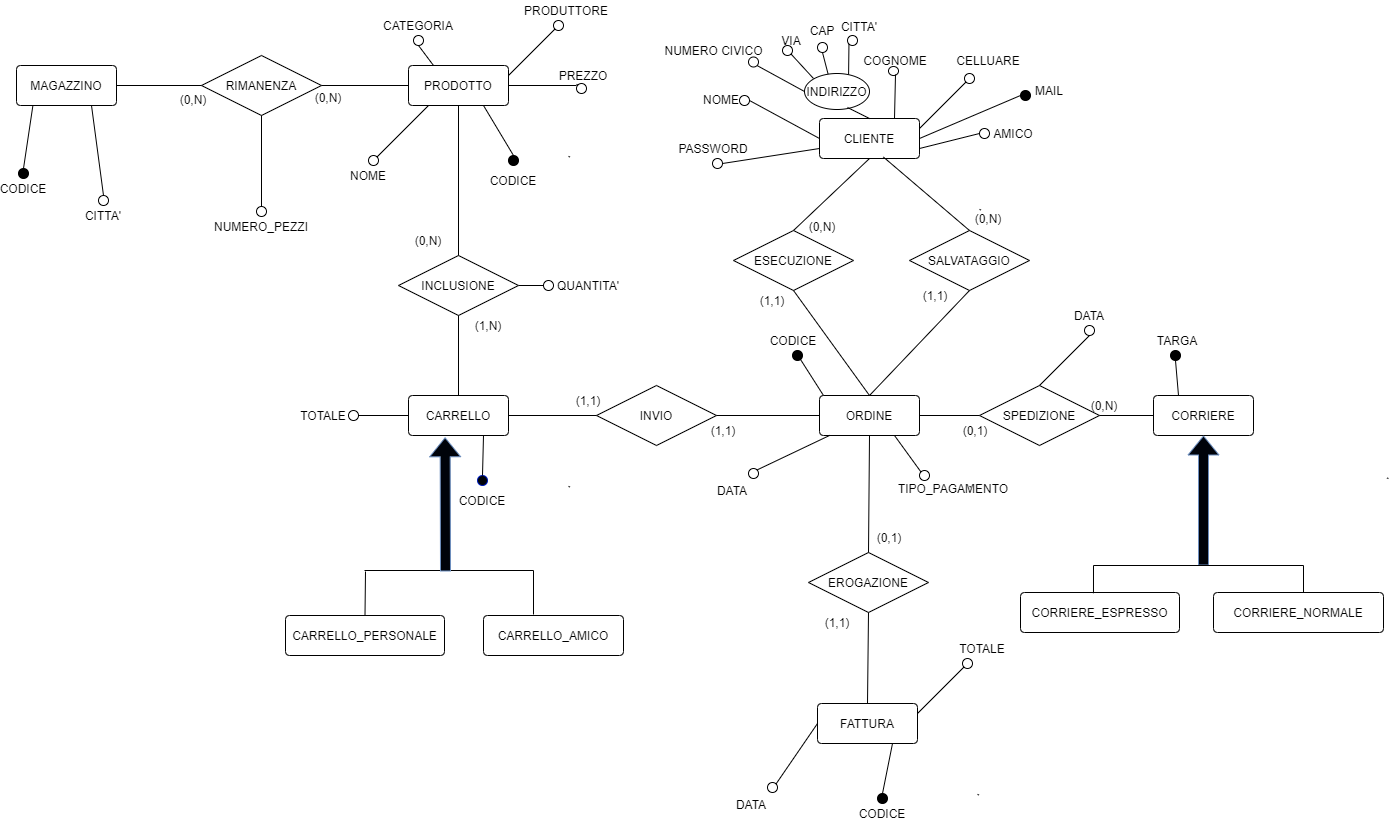 PRODUTTORE
CATEGORIA
PREZZO
MAGAZZINO
RIMANENZA
PRODOTTO
(0,N)
(0,N)
CODICE
CITTA'
NUMERO_PEZZI
NOME
CODICE
CITTA'
CAP
VIA
NUMERO CIVICO
COGNOME
CELLUARE
INDIRIZZO
MAIL
NOME
CLIENTE
AMICO
PASSWORD
(0,N)
(0,N)
(0,N)
ESECUZIONE
SALVATAGGIO
INCLUSIONE
QUANTITA'
(1,1)
(1,1)
(1,N)
DATA
CODICE
TARGA
(1,1)
(0,N)
TOTALE
CARRELLO
INVIO
ORDINE
SPEDIZIONE
CORRIERE
(1,1)
(0,1)
DATA
TIPO_PAGAMENTO
CODICE
(0,1)
EROGAZIONE
(1,1)
CARRELLO_PERSONALE
CARRELLO_AMICO
CORRIERE_ESPRESSO
CORRIERE_NORMALE
TOTALE
FATTURA
DATA
CODICE